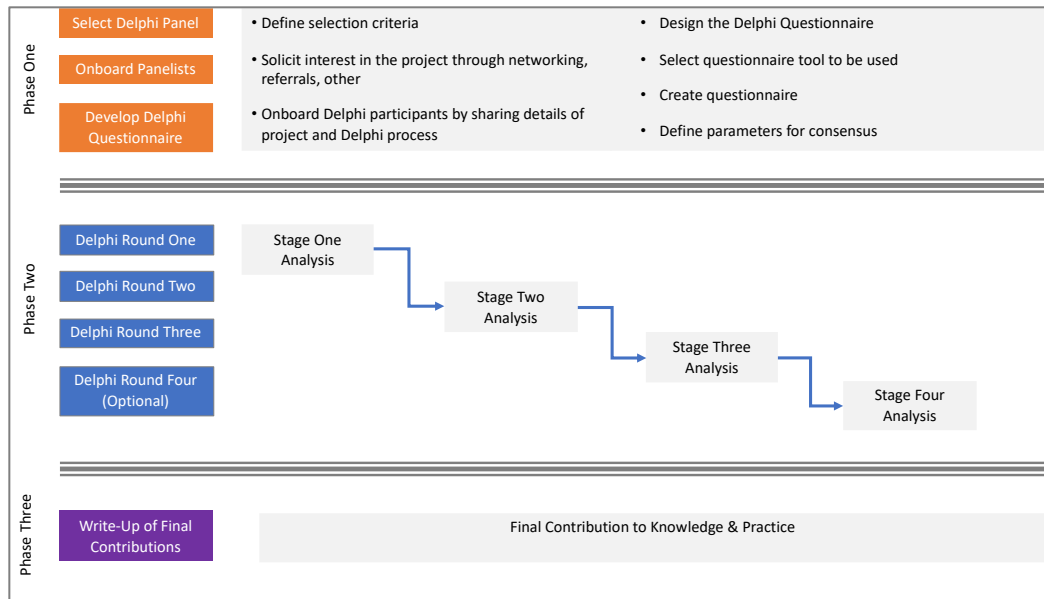 Phase One
Select Delphi Panel
Onboard Panelists
Develop Delphi
Questionnaire
• Define selection criteria
• Solicit interest in the project through networking,
referrals, other
• Onboard Delphi participants by sharing details of
project and Delphi process
• Design the Delphi Questionnaire
• Select questionnaire tool to be used
• Create questionnaire
• Define parameters for consensus
Phase Two
Delphi Round One
Delphi Round Two
Delphi Round Three
Delphi Round Four
(Optional)
Stage One
Analysis
Stage Two
Analysis
Stage Three
Analysis
Stage Four
Analysis
Phase Three
Write-Up of Final
Contributions
Final Contribution to Knowledge & Practice